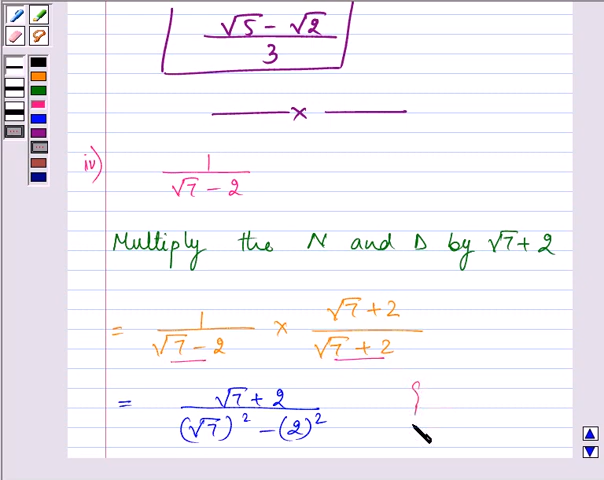 √5 - √2 / 3
——— × ———
iv) 1 / √7 - 2
Multiply the N and D by √7 + 2
= 1 / √7 - 2 × √7 + 2 / √7 + 2
= √7 + 2 / (√7)² - (2)²